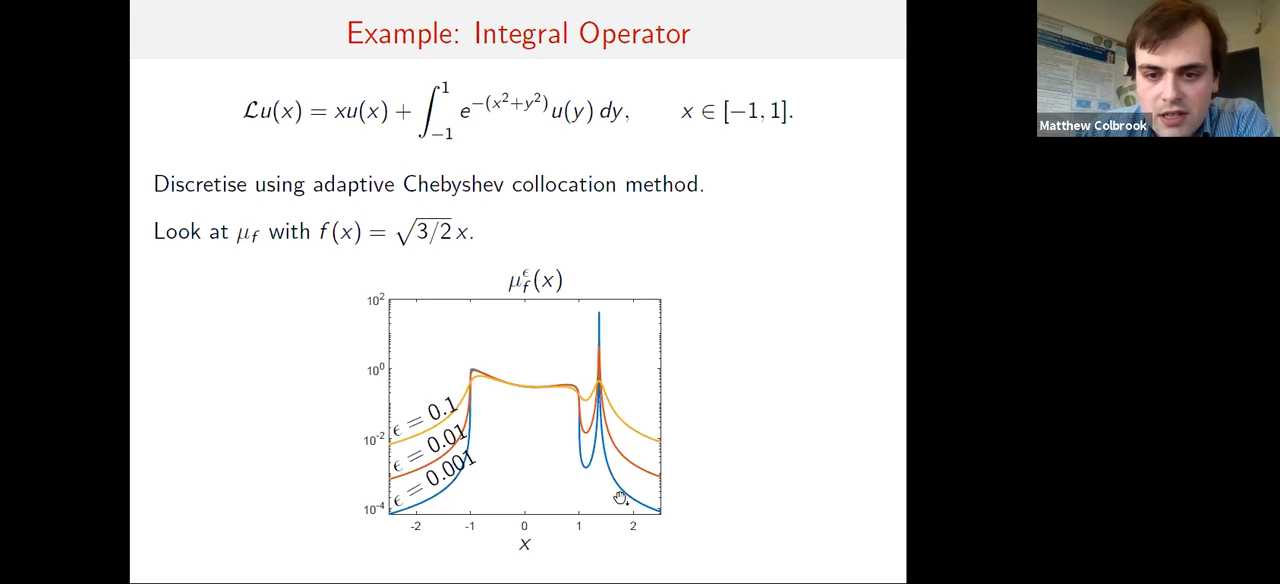 Example: Integral Operator
ℒu(x) = xu(x) + ∫_{-1}^{1} e^{-(x²+y²)} u(y) dy,    x ∈ [−1, 1].
Discretise using adaptive Chebyshev collocation method.
Look at μ_f with f(x) = √(3/2) x.
μ_f^ϵ(x)
10²
10⁰
10⁻²
10⁻⁴
ϵ = 0.1
ϵ = 0.01
ϵ = 0.001
-2 -1 0 1 2
X
Matthew Colbrook